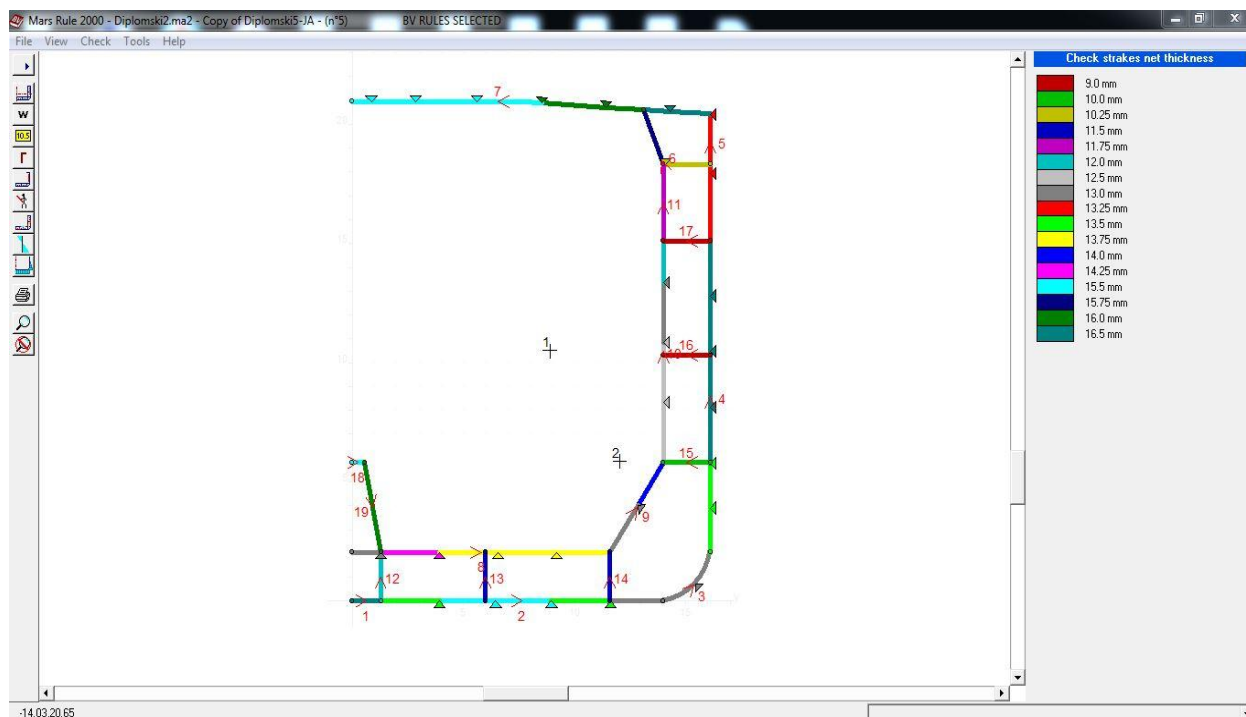 Mars Rule 2000 - Diplomski2.ma2 - Copy of Diplomski5-JA - (n°5) BV RULES SELECTED
File View Check Tools Help
Check strakes net thickness
9.0 mm
10.0 mm
10.25 mm
11.5 mm
11.75 mm
12.0 mm
12.5 mm
13.0 mm
13.25 mm
13.5 mm
13.75 mm
14.0 mm
14.25 mm
15.5 mm
15.75 mm
16.0 mm
16.5 mm
W
10.5
7
20
5
6
11
17
1
16
4
2
15
18
19
9
8
12
13
14
3
1
2
-14.03,20.65